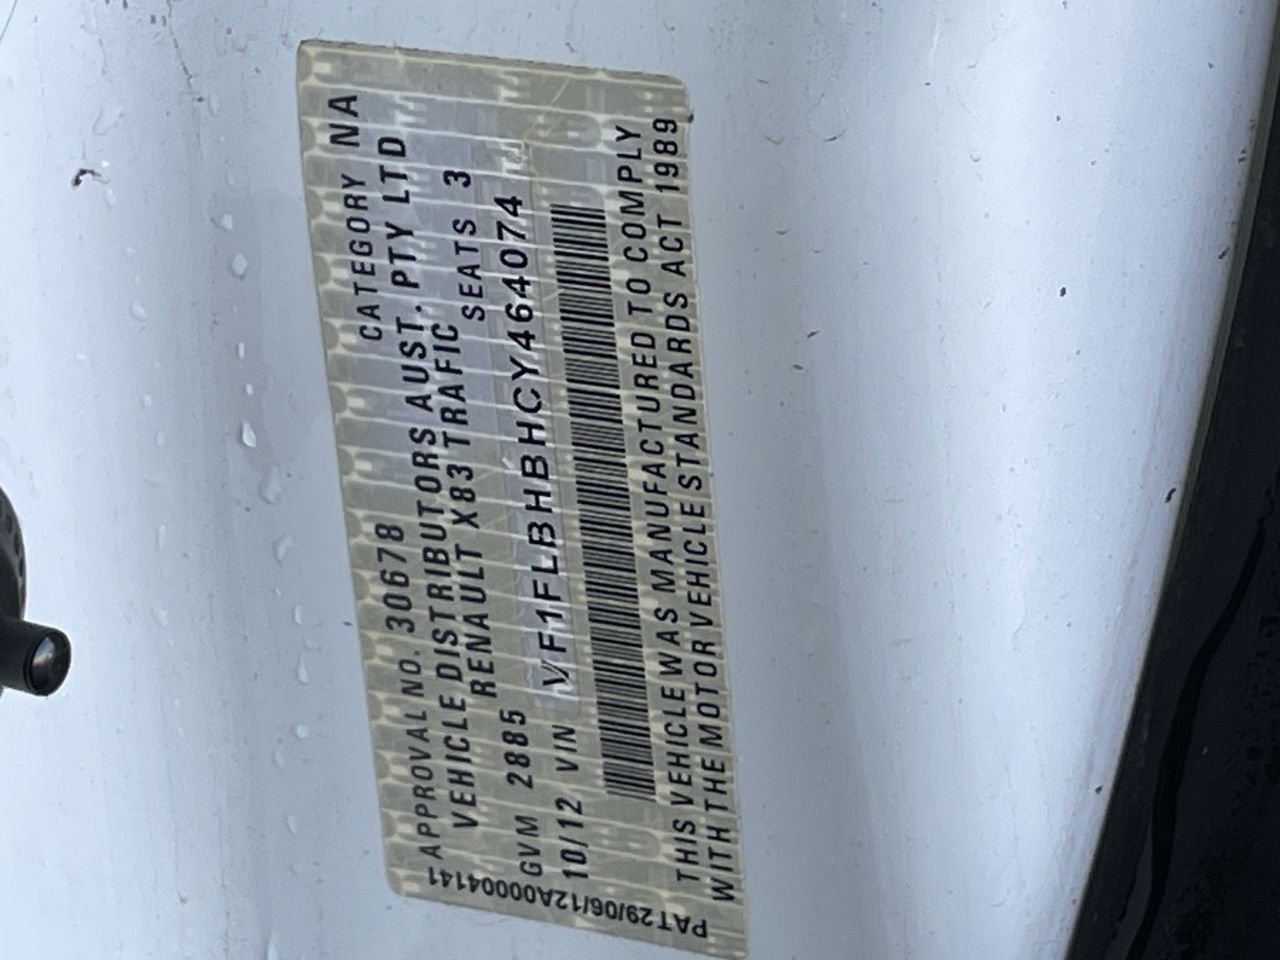 APPROVAL NO. 30678 CATEGORY NA
VEHICLE DISTRIBUTORS AUST. PTY LTD
RENAULT X83 TRAFIC
GVM 2885 SEATS 3
10/12 VIN VF1FLBHBHCY464074
THIS VEHICLE WAS MANUFACTURED TO COMPLY
WITH THE MOTOR VEHICLE STANDARDS ACT 1989
PAT29/06/12A00004141